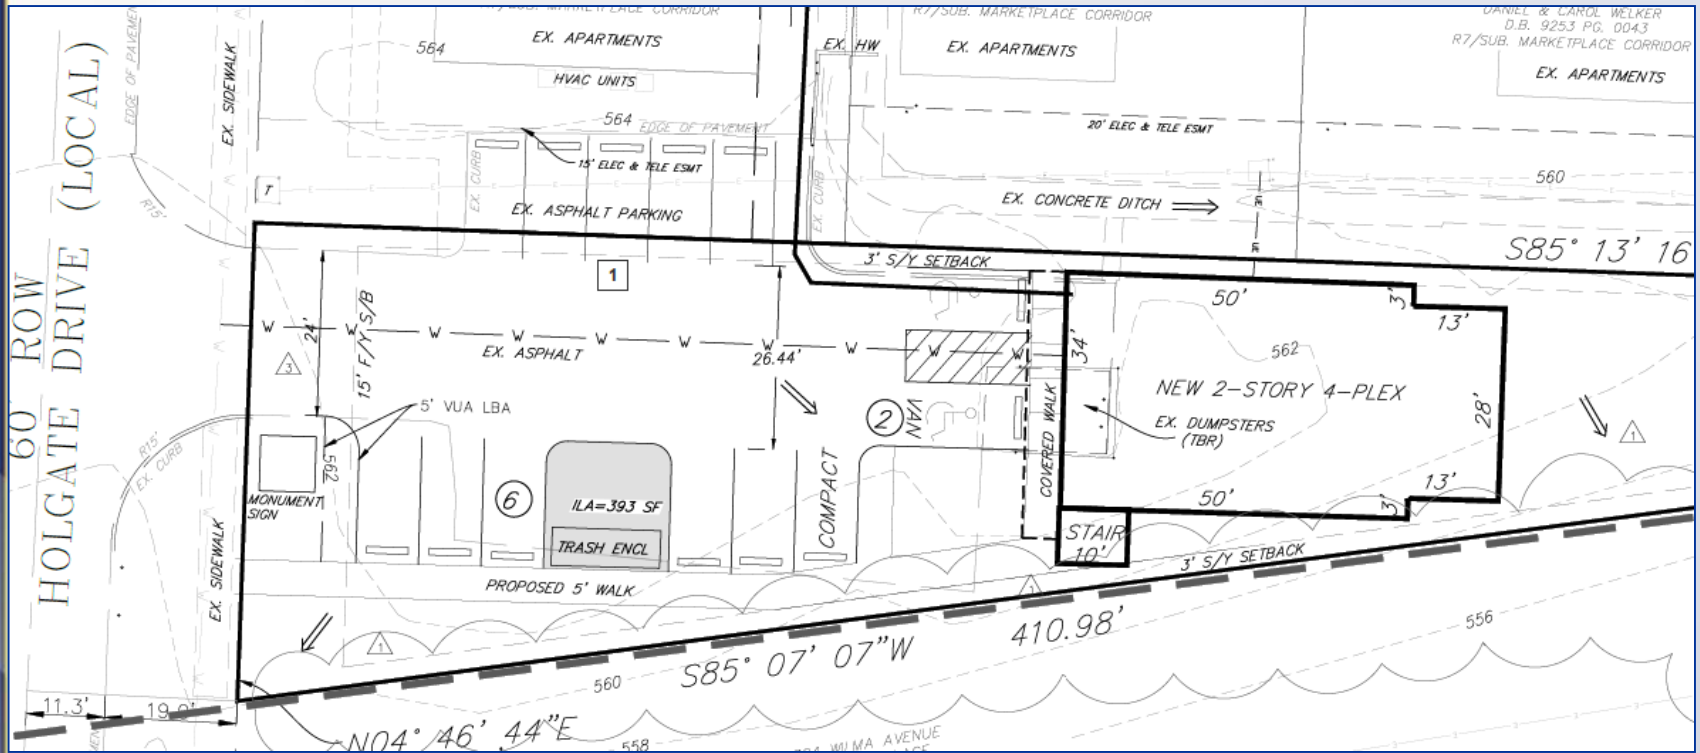 R7/SUB. MARKETPLACE CORRIDOR
R7/SUB. MARKETPLACE CORRIDOR
DANIEL & CAROL WELKER
D.B. 9253 PG. 0043
R7/SUB. MARKETPLACE CORRIDOR
EX. APARTMENTS
EX. APARTMENTS
EX. APARTMENTS
EX. HW
564
HVAC UNITS
564
EDGE OF PAVEMENT
EDGE OF PAVEMENT
EX. SIDEWALK
15' ELEC & TELE ESMT
20' ELEC & TELE ESMT
EX. CURB
EX. CURB
T
R15'
EX. ASPHALT PARKING
EX. CONCRETE DITCH
560
S85° 13' 16
3' S/Y SETBACK
1
60 ROW
HOLGATE DRIVE (LOCAL)
24'
15' F/Y S/B
W W W W W W W W W W
EX. ASPHALT
26.44'
3
50'
3'
13'
34'
562
NEW 2-STORY 4-PLEX
EX. DUMPSTERS
(TBR)
28'
1
5' VUA LBA
2
VAN
COVERED WALK
R15'
EX. CURB
562
MONUMENT
SIGN
6
ILA=393 SF
TRASH ENCL
COMPACT
50'
13'
3'
STAIR
10'
3' S/Y SETBACK
EX. SIDEWALK
PROPOSED 5' WALK
1
1
410.98'
S85° 07' 07"W
556
560
11.3'
N04° 46' 44"E
558
WILMA AVENUE